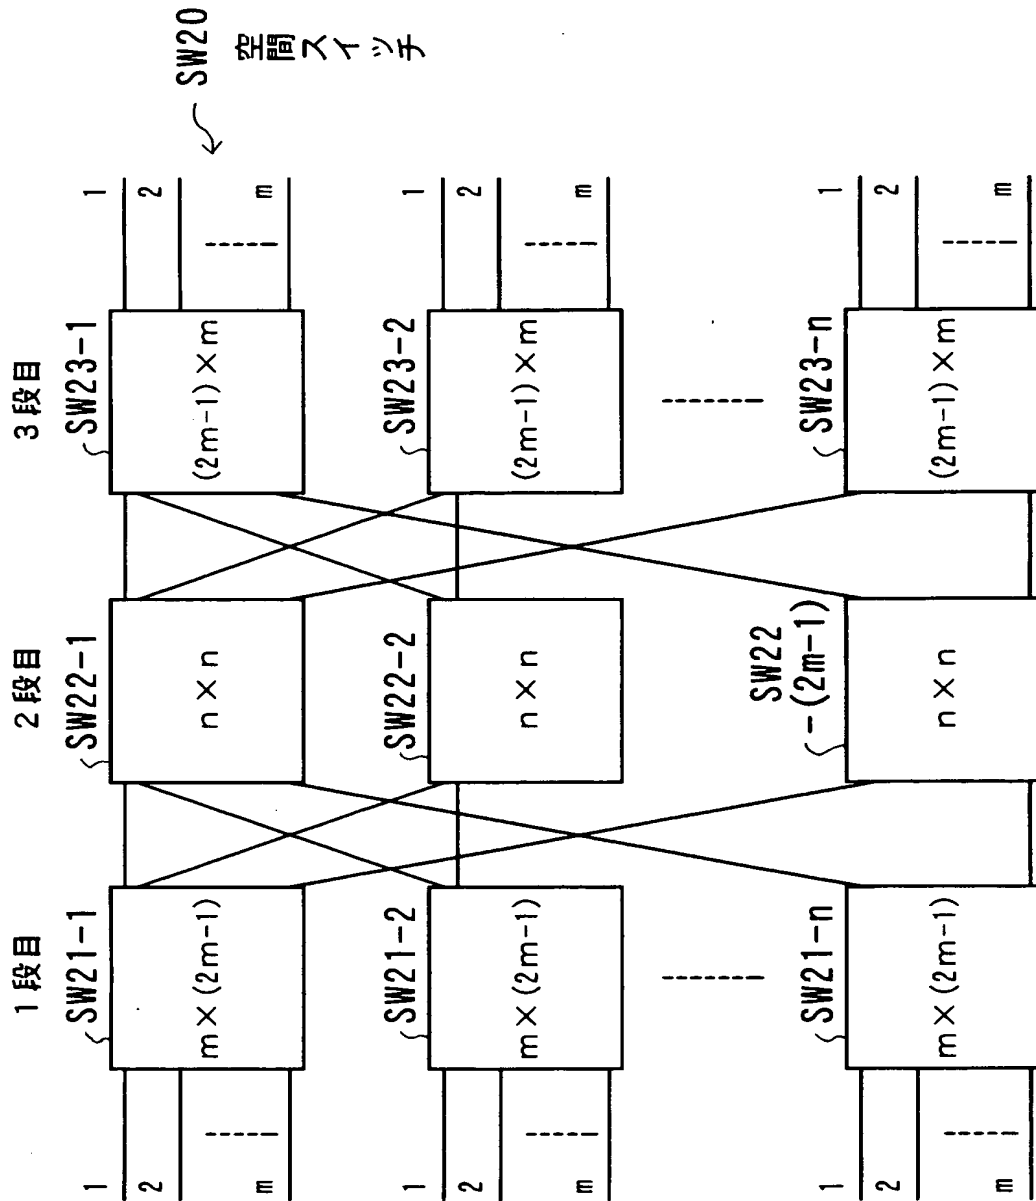 SW20
空間スイッチ
1段目
2段目
3段目
SW21-1
SW22-1
SW23-1
1
2
m
m×(2m-1)
n×n
(2m-1)×m
1
2
m
SW21-2
SW22-2
SW23-2
1
2
m
m×(2m-1)
n×n
(2m-1)×m
1
2
m
SW21-n
SW22
-(2m-1)
SW23-n
1
2
m
m×(2m-1)
n×n
(2m-1)×m
1
2
m